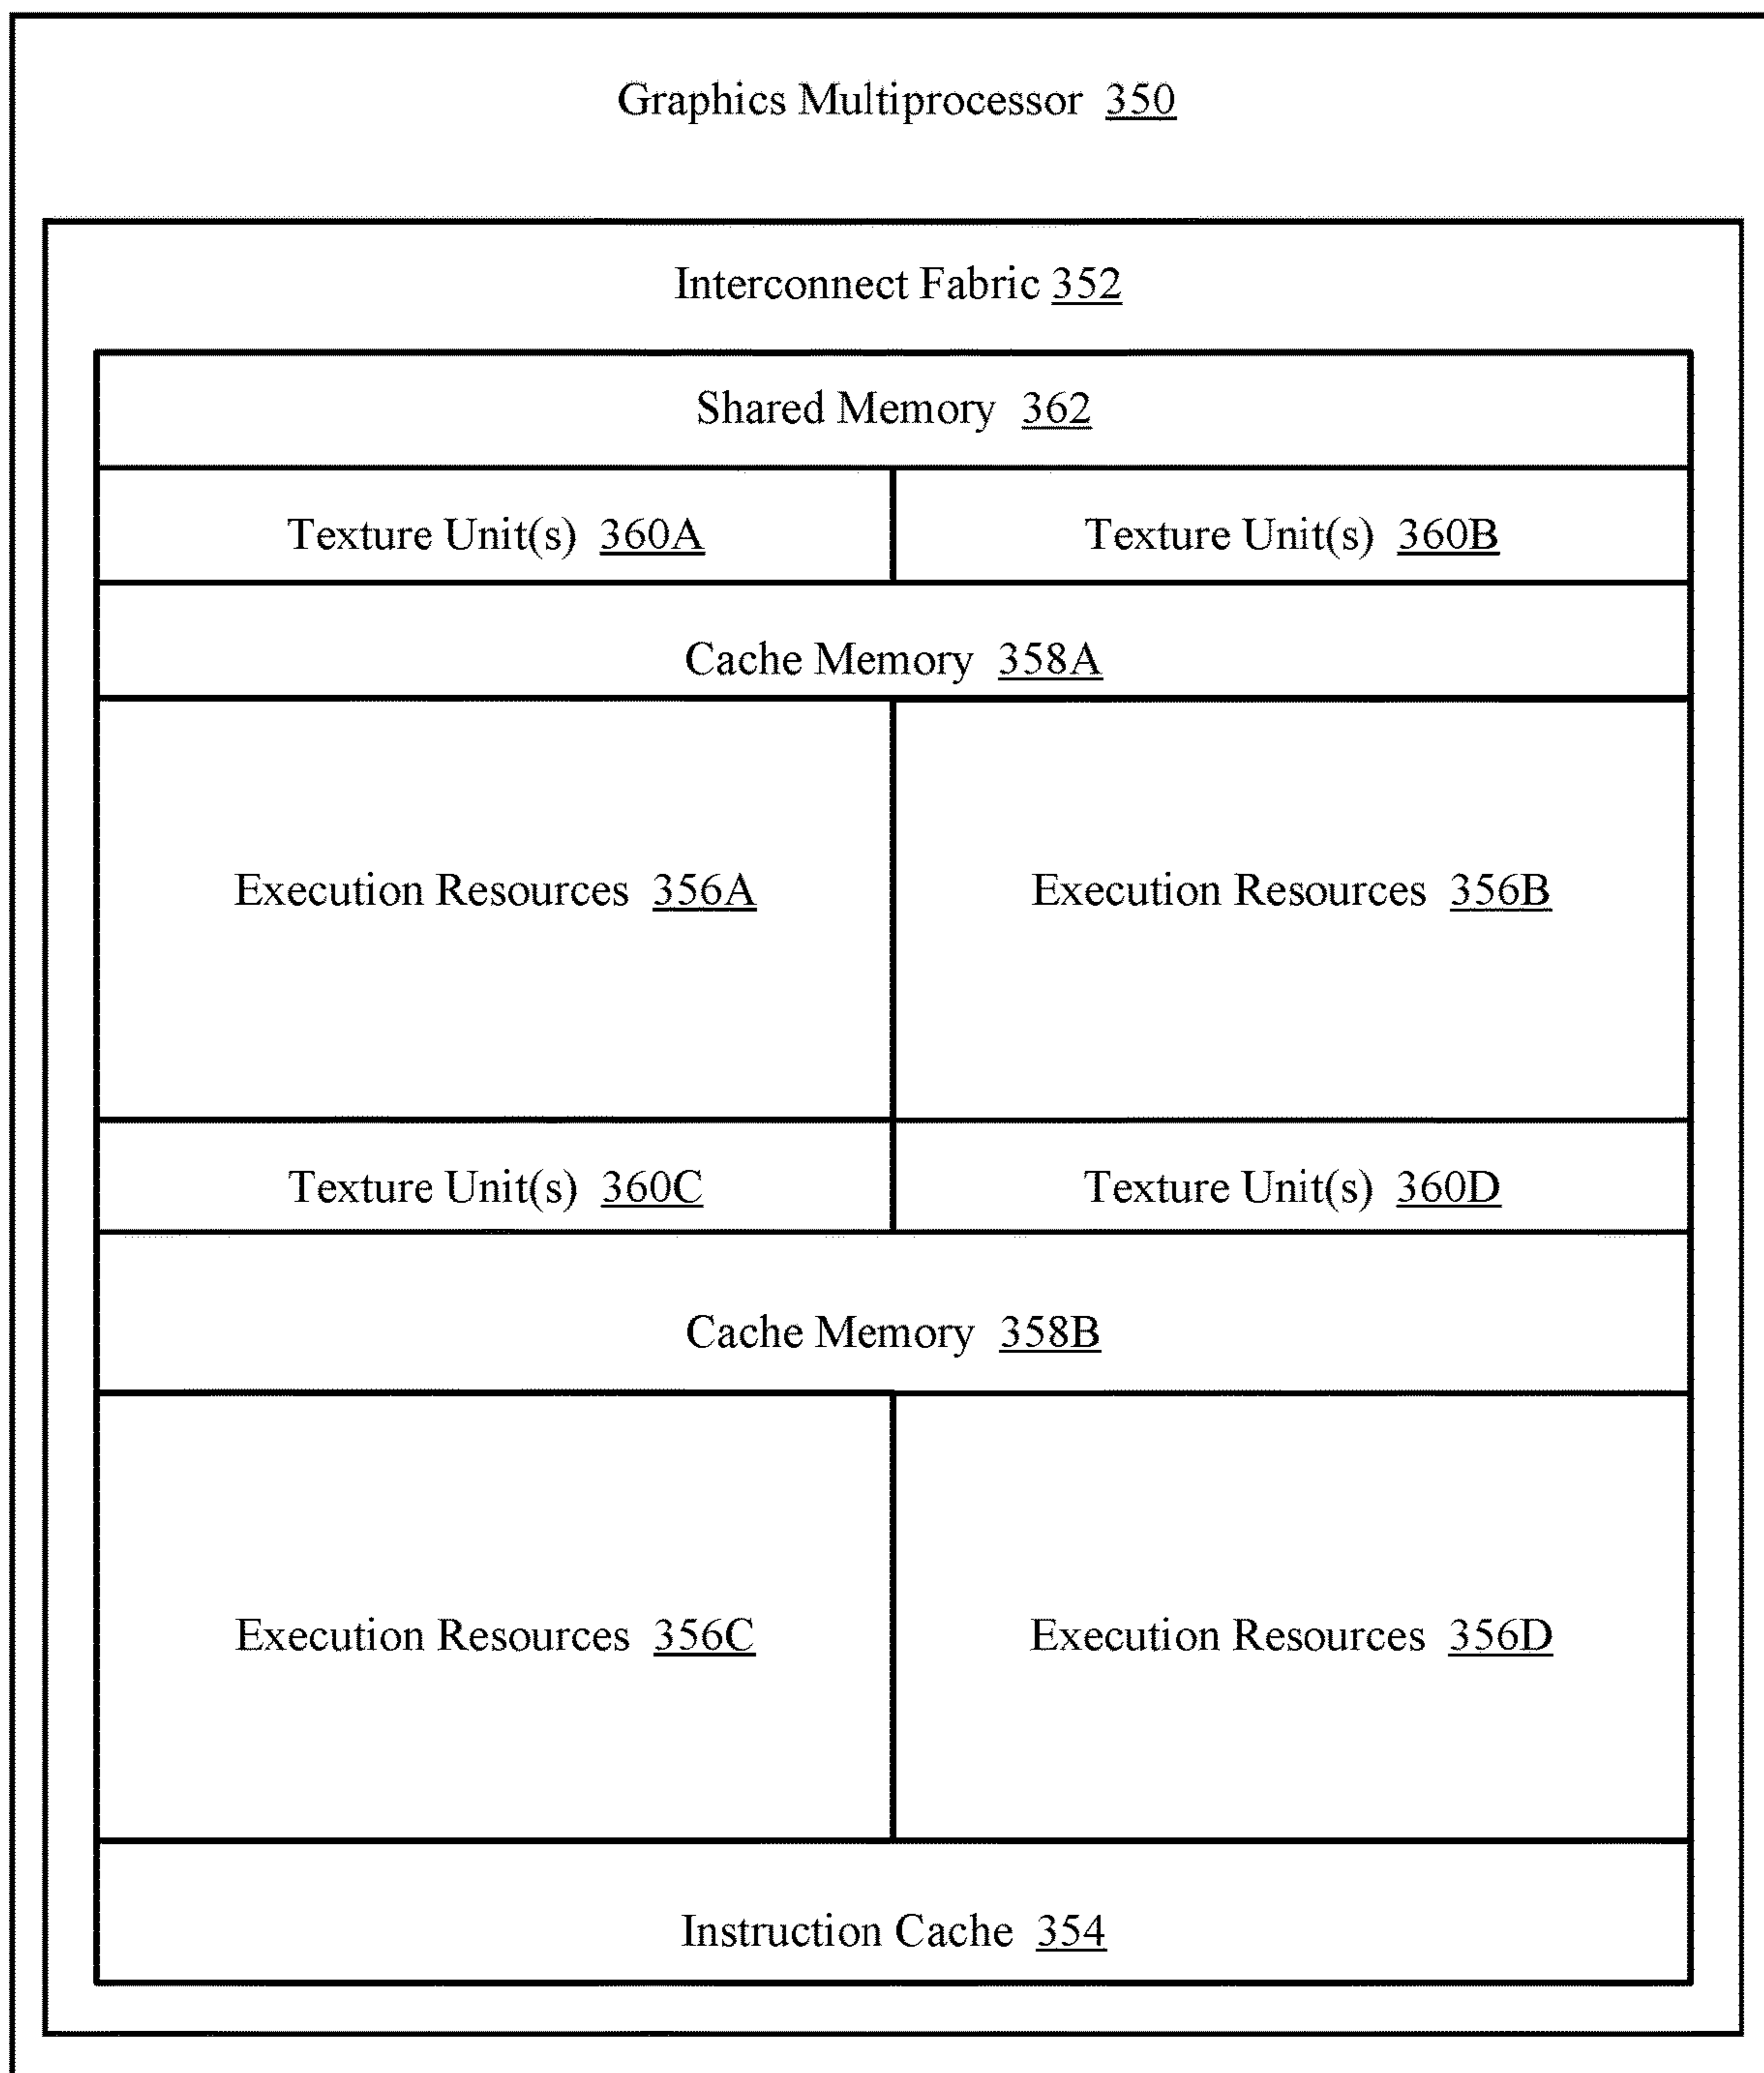 Graphics Multiprocessor 350
Interconnect Fabric 352
Shared Memory 362
Texture Unit(s) 360A
Texture Unit(s) 360B
Cache Memory 358A
Execution Resources 356A
Execution Resources 356B
Texture Unit(s) 360C
Texture Unit(s) 360D
Cache Memory 358B
Execution Resources 356C
Execution Resources 356D
Instruction Cache 354